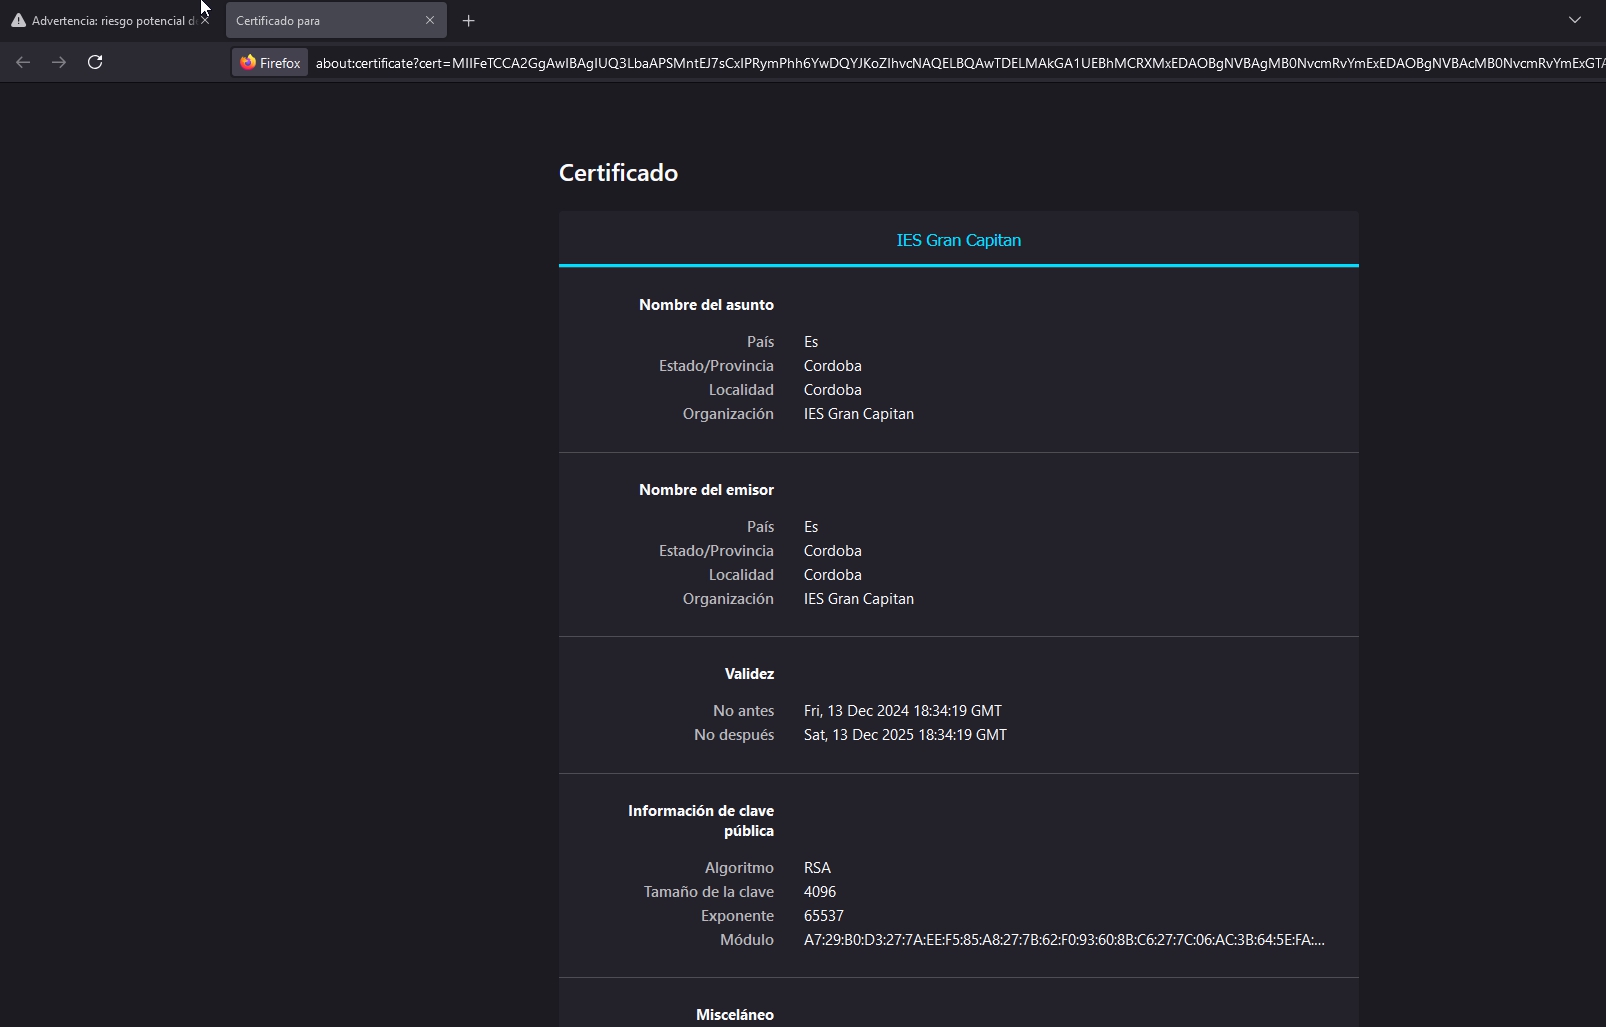 Advertencia: riesgo potencial d
Certificado para
Firefox about:certificate?cert=MIIFeTCCA2GgAwIBAgIUQ3LbaAPSMntEJ7sCxIPRymPhh6YwDQYJKoZIhvcNAQELBQAwTDELMAkGA1UEBhMCRXMxEDAOBgNVBAgMB0NvcmRvYmExEDAOBgNVBAcMB0NvcmRvYmExGTA
Certificado
IES Gran Capitan
Nombre del asunto
País Es
Estado/Provincia Cordoba
Localidad Cordoba
Organización IES Gran Capitan
Nombre del emisor
País Es
Estado/Provincia Cordoba
Localidad Cordoba
Organización IES Gran Capitan
Validez
No antes Fri, 13 Dec 2024 18:34:19 GMT
No después Sat, 13 Dec 2025 18:34:19 GMT
Información de clave
pública
Algoritmo RSA
Tamaño de la clave 4096
Exponente 65537
Módulo A7:29:B0:D3:27:7A:EE:F5:85:A8:27:7B:62:F0:93:60:8B:C6:27:7C:06:AC:3B:64:5E:FA:...
Misceláneo